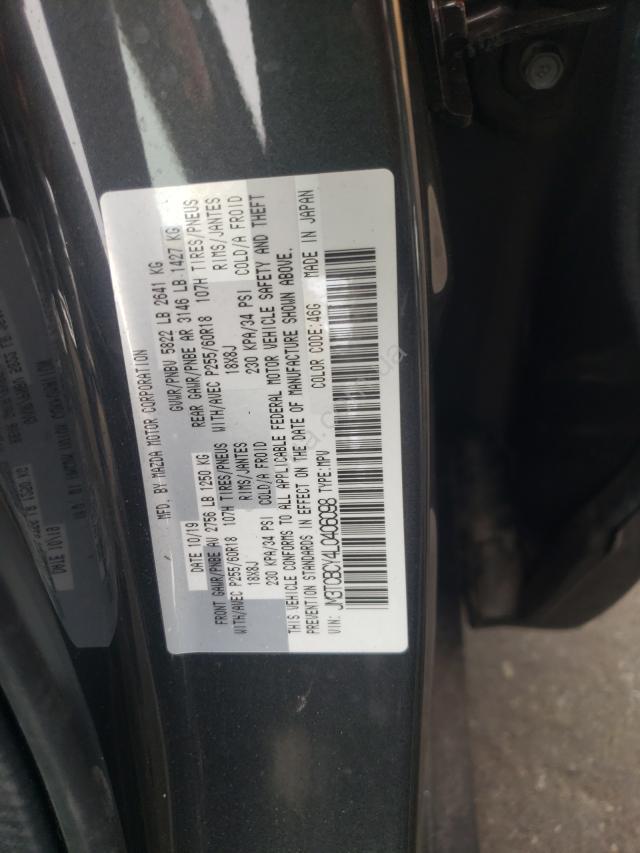 MFD. BY MAZDA MOTOR CORPORATION
DATE 10/19 GVWR/PNBV 5822 LB 2641 KG
FRONT GAWR/PNBE AV 2756 LB 1250 KG REAR GAWR/PNBE AR 3146 LB 1427 KG
WITH/AVEC P255/60R18 107H TIRES/PNEUS WITH/AVEC P255/60R18 107H TIRES/PNEUS
18X8J RIMS/JANTES 18X8J RIMS/JANTES
230 KPA/34 PSI COLD/A FROID 230 KPA/34 PSI COLD/A FROID
THIS VEHICLE CONFORMS TO ALL APPLICABLE FEDERAL MOTOR VEHICLE SAFETY AND THEFT
PREVENTION STANDARDS IN EFFECT ON THE DATE OF MANUFACTURE SHOWN ABOVE.
VIN: JM3TCBCY4L0406098 TYPE:MPV COLOR CODE:46G MADE IN JAPAN